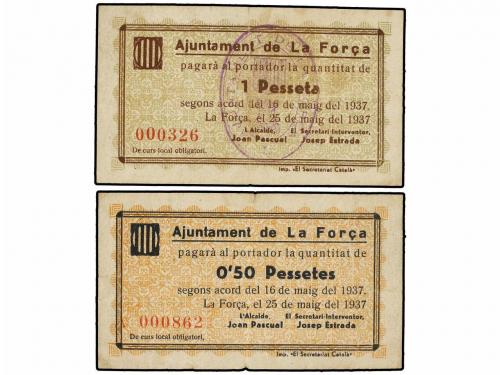 Ajuntament de La Força
pagarà al portador la quantitat de
1 Pesseta
segons acord del 16 de maig del 1937.
La Força, el 25 de maig del 1937
L'Alcalde, El Secretari-Interventor,
000326 Joan Pascual Josep Estrada
De curs local obligatori.
Imp. «El Secretariat Català»
Ajuntament de La Força
pagarà al portador la quantitat de
0'50 Pessetes
segons acord del 16 de maig del 1937.
La Força, el 25 de maig del 1937
L'Alcalde, El Secretari-Interventor,
000862 Joan Pascual Josep Estrada
De curs local obligatori.
Imp. «El Secretariat Català»